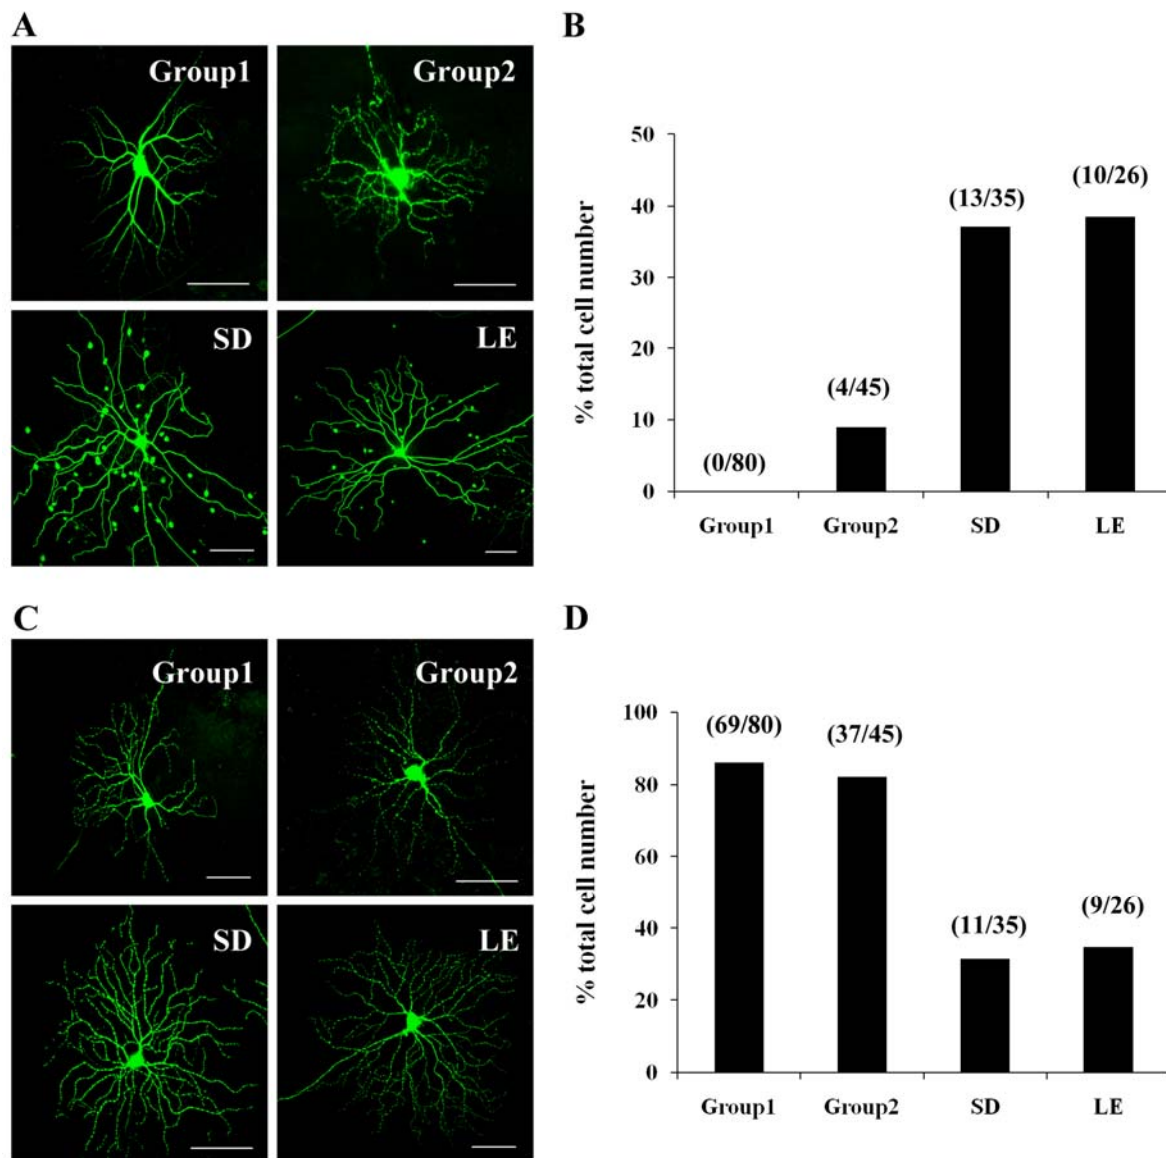 A
Group1
Group2
SD
LE
B
% total cell number
50
40
30
20
10
0
(0/80)
(4/45)
(13/35)
(10/26)
Group1 Group2 SD LE
C
Group1
Group2
SD
LE
D
% total cell number
100
80
60
40
20
0
(69/80)
(37/45)
(11/35)
(9/26)
Group1 Group2 SD LE